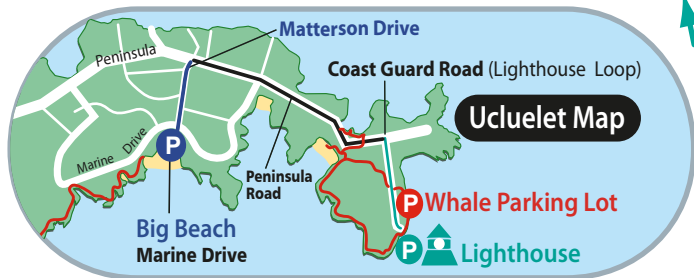 Matterson Drive
Peninsula
Coast Guard Road (Lighthouse Loop)
Ucluelet Map
P
Marine Drive
Peninsula
Road
P
Whale Parking Lot
Big Beach
Marine Drive
P
Lighthouse